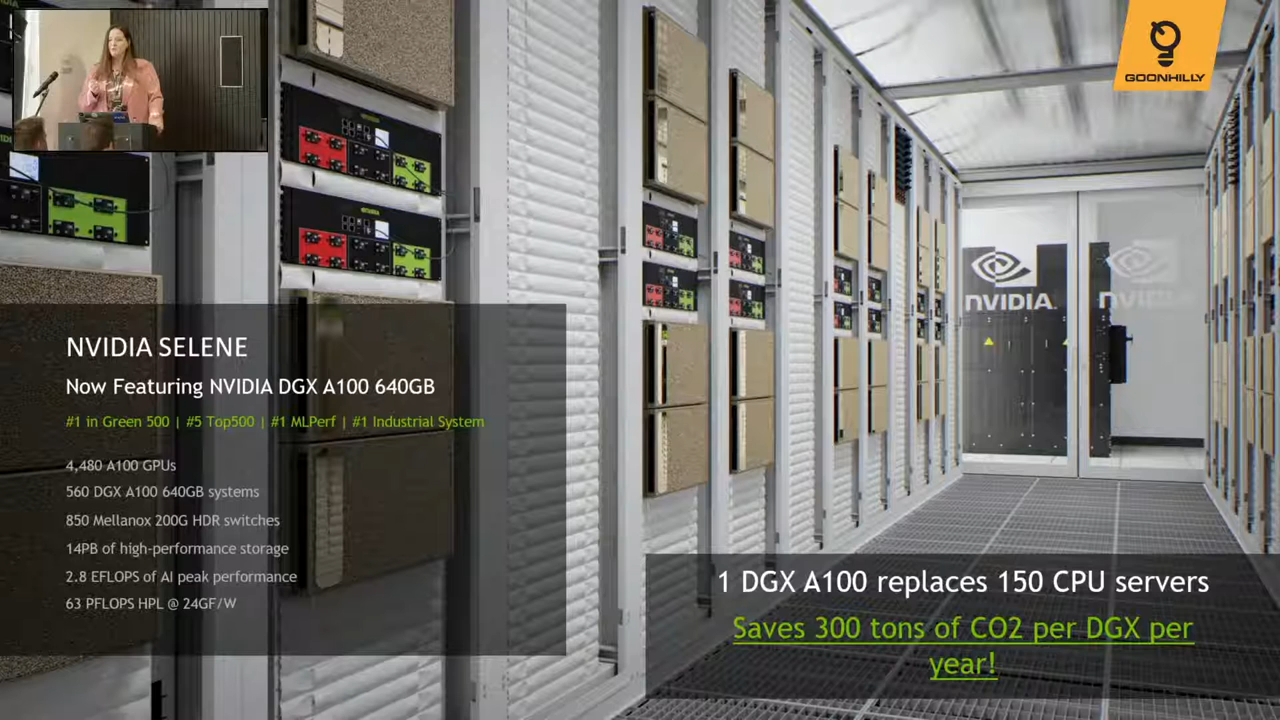 GOONHILLY
NVIDIA.
NVIDIA
NVIDIA SELENE
Now Featuring NVIDIA DGX A100 640GB
#1 in Green 500 | #5 Top500 | #1 MLPerf | #1 Industrial System
4,480 A100 GPUs
560 DGX A100 640GB systems
850 Mellanox 200G HDR switches
14PB of high-performance storage
2.8 EFLOPS of AI peak performance
63 PFLOPS HPL @ 24GF/W
1 DGX A100 replaces 150 CPU servers
Saves 300 tons of CO2 per DGX per
year!